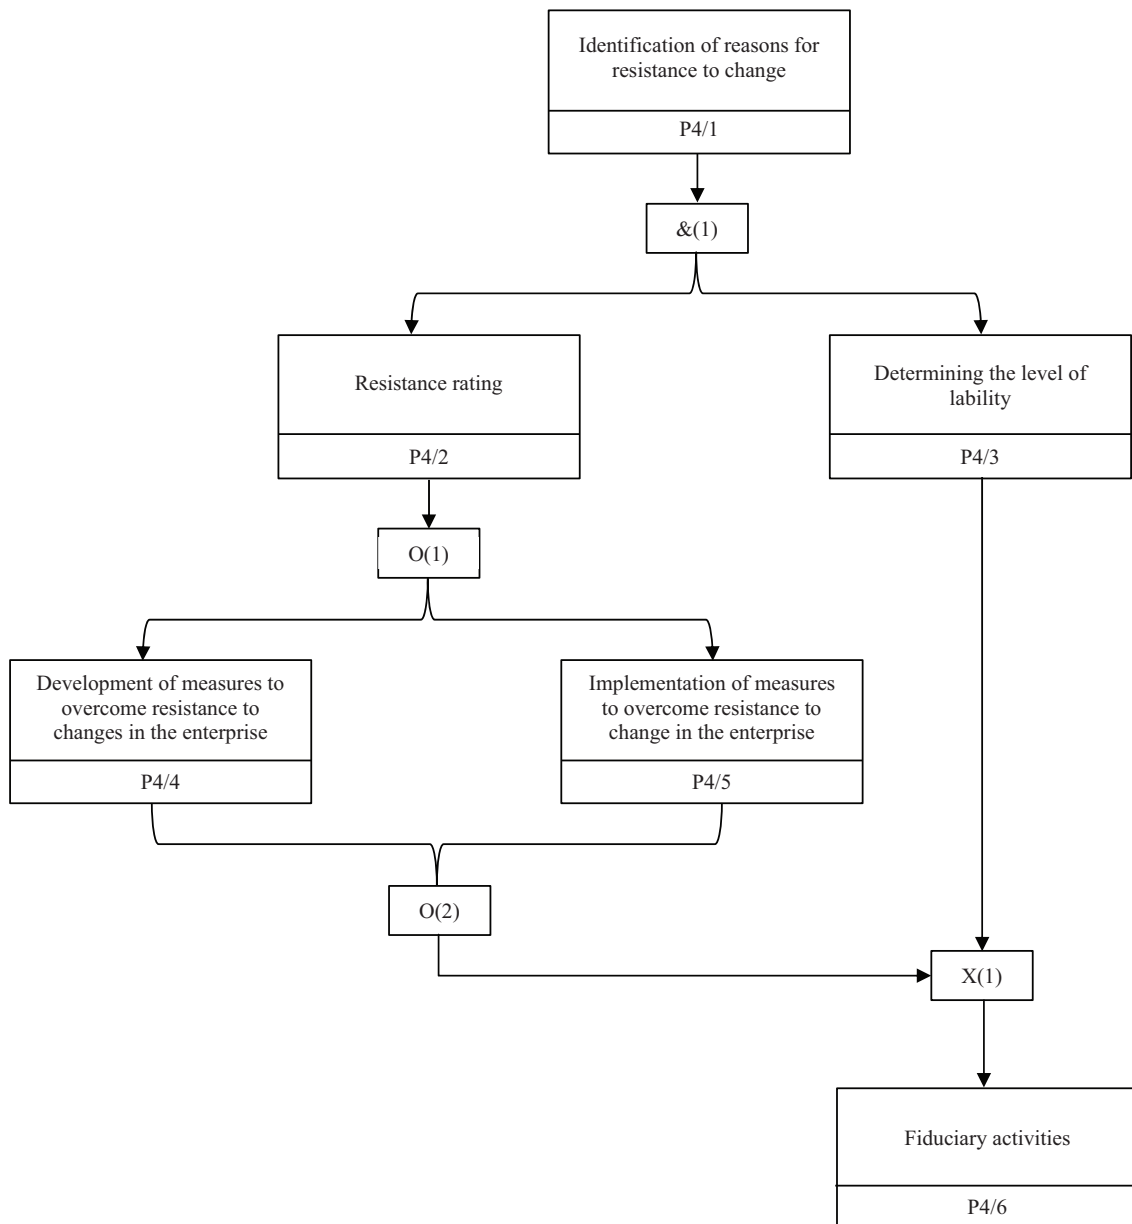 Identification of reasons for
resistance to change
P4/1
&(1)
Resistance rating
P4/2
Determining the level of
lability
P4/3
O(1)
Development of measures to
overcome resistance to
changes in the enterprise
P4/4
Implementation of measures
to overcome resistance to
change in the enterprise
P4/5
O(2)
X(1)
Fiduciary activities
P4/6